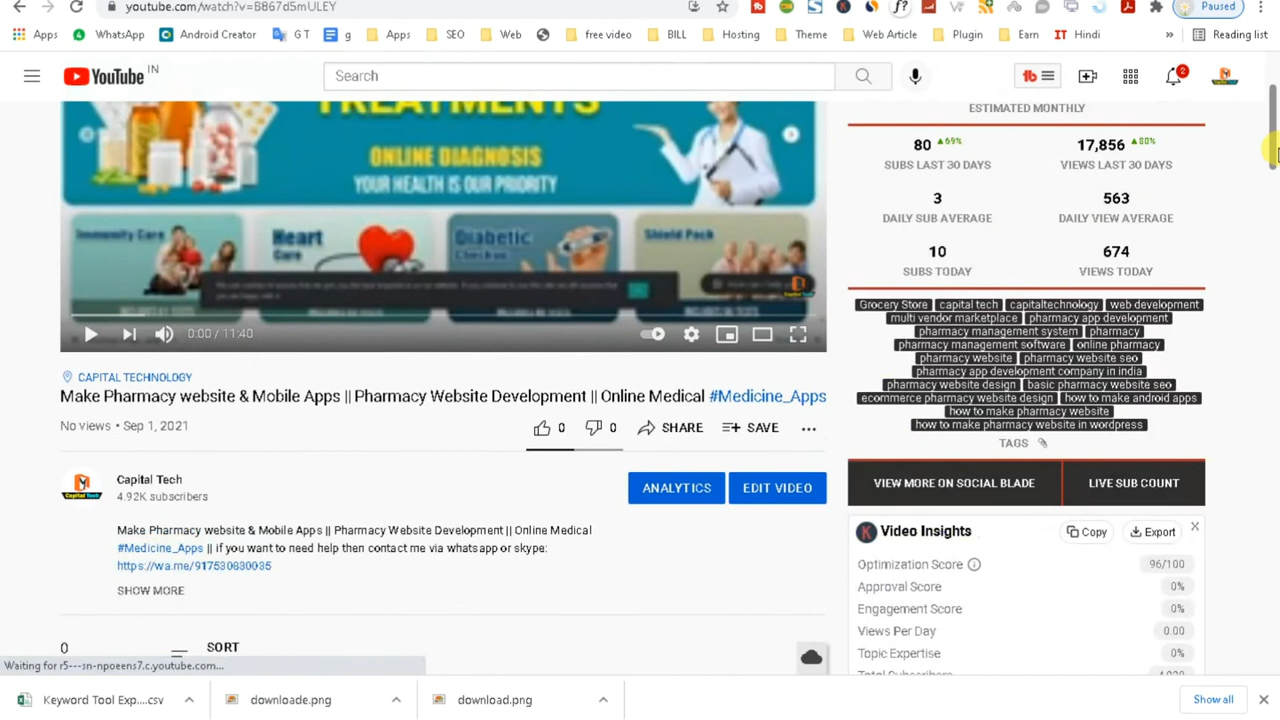 youtube.com/watch?v=B867d5mULEY
Paused
Apps
WhatsApp
Android Creator
G T
g
Apps
SEO
Web
free video
BILL
Hosting
Theme
Web Article
Plugin
Earn
IT Hindi
»
Reading list
YouTube IN
Search
tb
2
TREATMENTS
ONLINE DIAGNOSIS
YOUR HEALTH IS OUR PRIORITY
Immunity Care
Heart Care
Diabetic Checkup
Shield Pack
0:00 / 11:40
CAPITAL TECHNOLOGY
Make Pharmacy website & Mobile Apps || Pharmacy Website Development || Online Medical #Medicine_Apps
No views • Sep 1, 2021
0
0
SHARE
SAVE
Capital Tech
4.92K subscribers
ANALYTICS
EDIT VIDEO
Make Pharmacy website & Mobile Apps || Pharmacy Website Development || Online Medical
#Medicine_Apps || if you want to need help then contact me via whatsapp or skype:
https://wa.me/917530830035
SHOW MORE
0
SORT
ESTIMATED MONTHLY
80 ▲69%
SUBS LAST 30 DAYS
17,856 ▲80%
VIEWS LAST 30 DAYS
3
DAILY SUB AVERAGE
563
DAILY VIEW AVERAGE
10
SUBS TODAY
674
VIEWS TODAY
Grocery Store capital tech capitaltechnology web development
multi vendor marketplace pharmacy app development
pharmacy management system pharmacy
pharmacy management software online pharmacy
pharmacy website pharmacy website seo
pharmacy app development company in india
pharmacy website design basic pharmacy website seo
ecommerce pharmacy website design how to make android apps
how to make pharmacy website
how to make pharmacy website in wordpress
TAGS
VIEW MORE ON SOCIAL BLADE
LIVE SUB COUNT
K Video Insights
Copy
Export
Optimization Score 96/100
Approval Score 0%
Engagement Score 0%
Views Per Day 0.00
Topic Expertise 0%
Total Subscribers
Waiting for r5---sn-npoeens7.c.youtube.com...
Keyword Tool Exp....csv
downloade.png
download.png
Show all